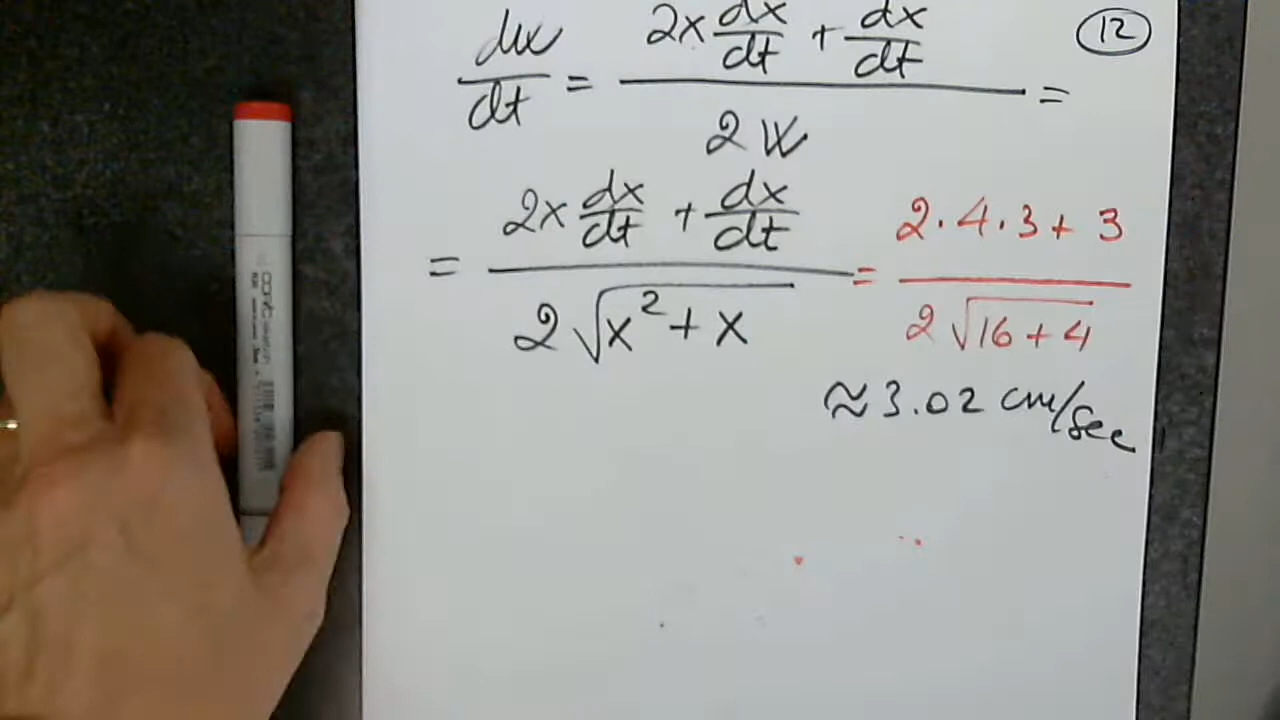 dw/dt = (2x dx/dt + dx/dt) / 2w =
12
= (2x dx/dt + dx/dt) / 2√(x² + x) = (2·4·3 + 3) / 2√(16 + 4)
≈ 3.02 cm/sec
COPIC